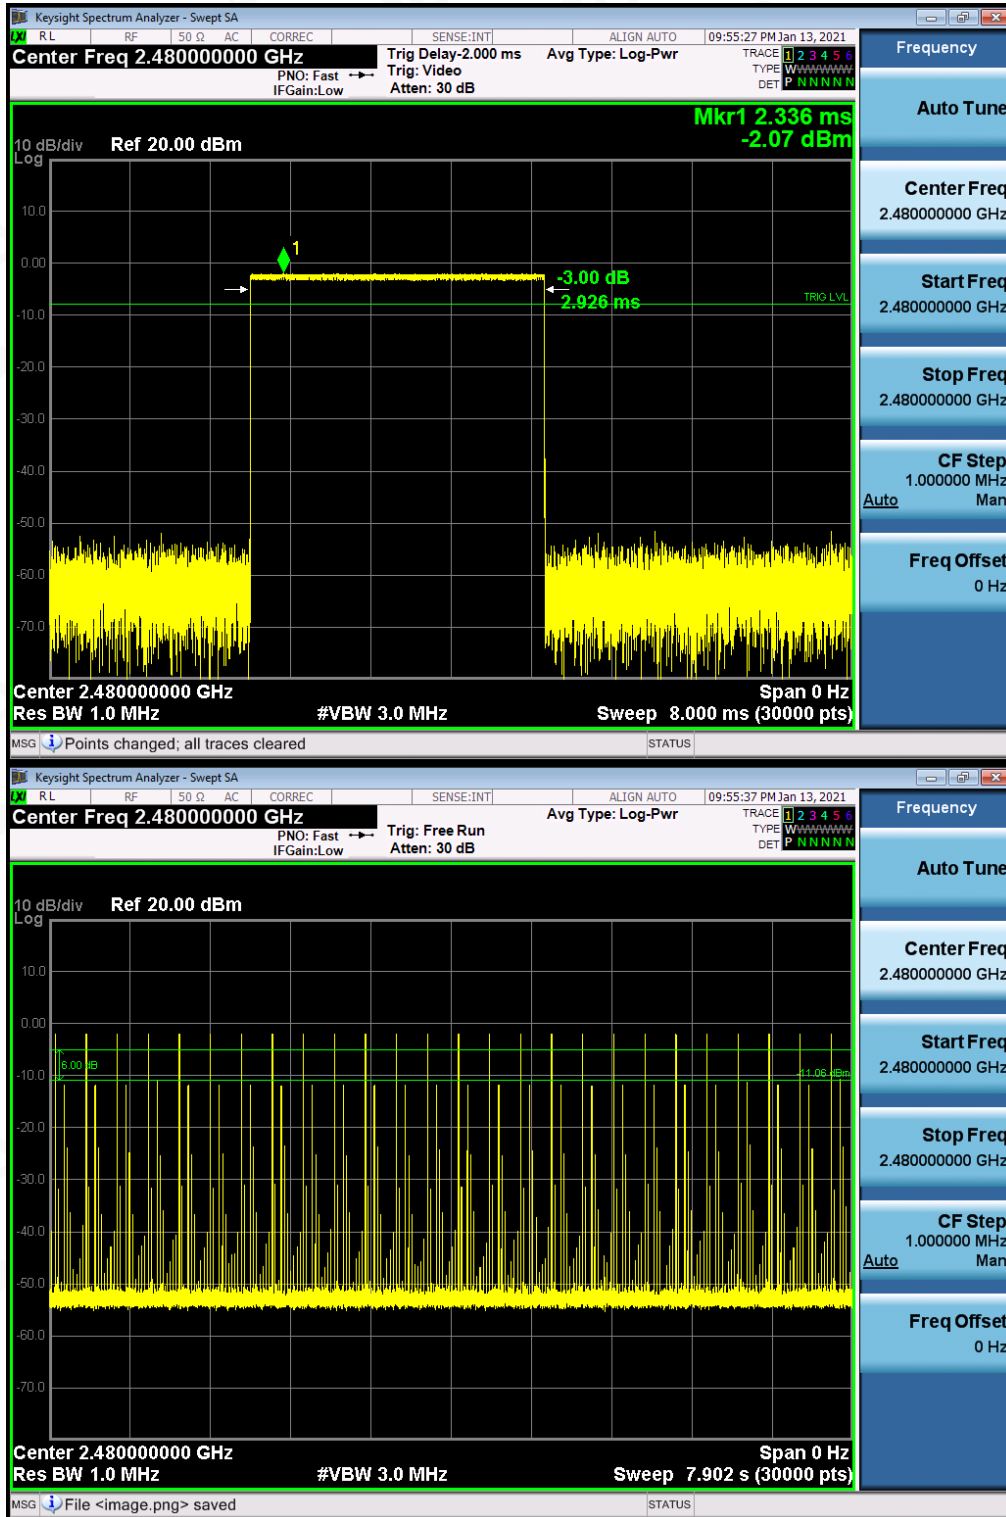 Keysight Spectrum Analyzer - Swept SA
LXI RL RF 50 Ω AC CORREC SENSE:INT ALIGN AUTO 09:55:27 PM Jan 13, 2021
Center Freq 2.480000000 GHz
PNO: Fast
IFGain:Low
Trig Delay-2.000 ms
Trig: Video
Atten: 30 dB
Avg Type: Log-Pwr
TRACE 1 2 3 4 5 6
TYPE WWWWWW
DET P N N N N N
Mkr1 2.336 ms
-2.07 dBm
10 dB/div Ref 20.00 dBm
Log
10.0
0.00
-10.0
-20.0
-30.0
-40.0
-50.0
-60.0
-70.0
1
-3.00 dB
2.926 ms
TRIG LVL
Center 2.480000000 GHz Span 0 Hz
Res BW 1.0 MHz #VBW 3.0 MHz Sweep 8.000 ms (30000 pts)
MSG Points changed; all traces cleared STATUS
Frequency
Auto Tune
Center Freq
2.480000000 GHz
Start Freq
2.480000000 GHz
Stop Freq
2.480000000 GHz
CF Step
1.000000 MHz
Auto Man
Freq Offset
0 Hz
Keysight Spectrum Analyzer - Swept SA
LXI RL RF 50 Ω AC CORREC SENSE:INT ALIGN AUTO 09:55:37 PM Jan 13, 2021
Center Freq 2.480000000 GHz
PNO: Fast
IFGain:Low
Trig: Free Run
Atten: 30 dB
Avg Type: Log-Pwr
TRACE 1 2 3 4 5 6
TYPE WWWWWW
DET P N N N N N
10 dB/div Ref 20.00 dBm
Log
10.0
0.00
-10.0
-20.0
-30.0
-40.0
-50.0
-60.0
-70.0
6.00 dB
-11.06 dBm
Center 2.480000000 GHz Span 0 Hz
Res BW 1.0 MHz #VBW 3.0 MHz Sweep 7.902 s (30000 pts)
MSG File <image.png> saved STATUS
Frequency
Auto Tune
Center Freq
2.480000000 GHz
Start Freq
2.480000000 GHz
Stop Freq
2.480000000 GHz
CF Step
1.000000 MHz
Auto Man
Freq Offset
0 Hz